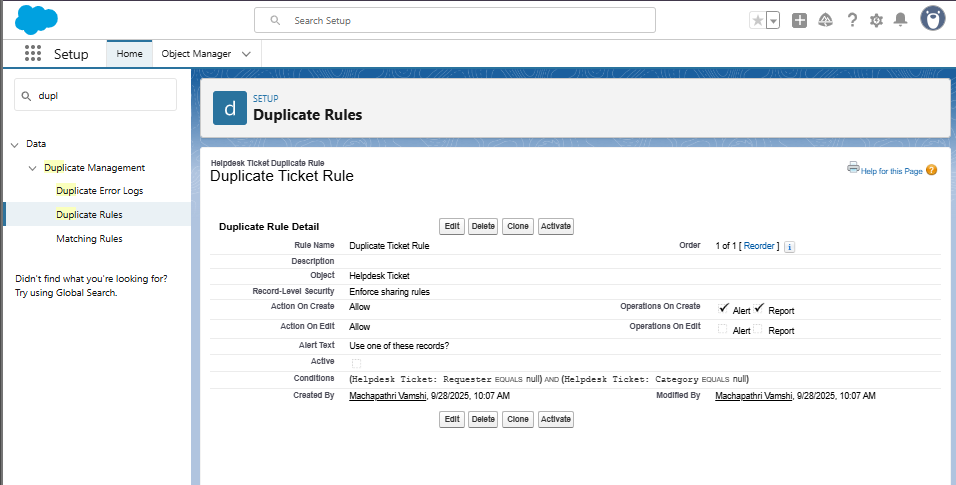 Search Setup
Setup
Home
Object Manager
dupl
Data
Duplicate Management
Duplicate Error Logs
Duplicate Rules
Matching Rules
Didn't find what you're looking for?
Try using Global Search.
d
SETUP
Duplicate Rules
Helpdesk Ticket Duplicate Rule
Duplicate Ticket Rule
Help for this Page ?
Duplicate Rule Detail Edit Delete Clone Activate
Rule Name Duplicate Ticket Rule Order 1 of 1 [ Reorder ] i
Description
Object Helpdesk Ticket
Record-Level Security Enforce sharing rules
Action On Create Allow Operations On Create Alert Report
Action On Edit Allow Operations On Edit Alert Report
Alert Text Use one of these records?
Active
Conditions (Helpdesk Ticket: Requester EQUALS null) AND (Helpdesk Ticket: Category EQUALS null)
Created By Machapathri Vamshi, 9/28/2025, 10:07 AM Modified By Machapathri Vamshi, 9/28/2025, 10:07 AM
Edit Delete Clone Activate